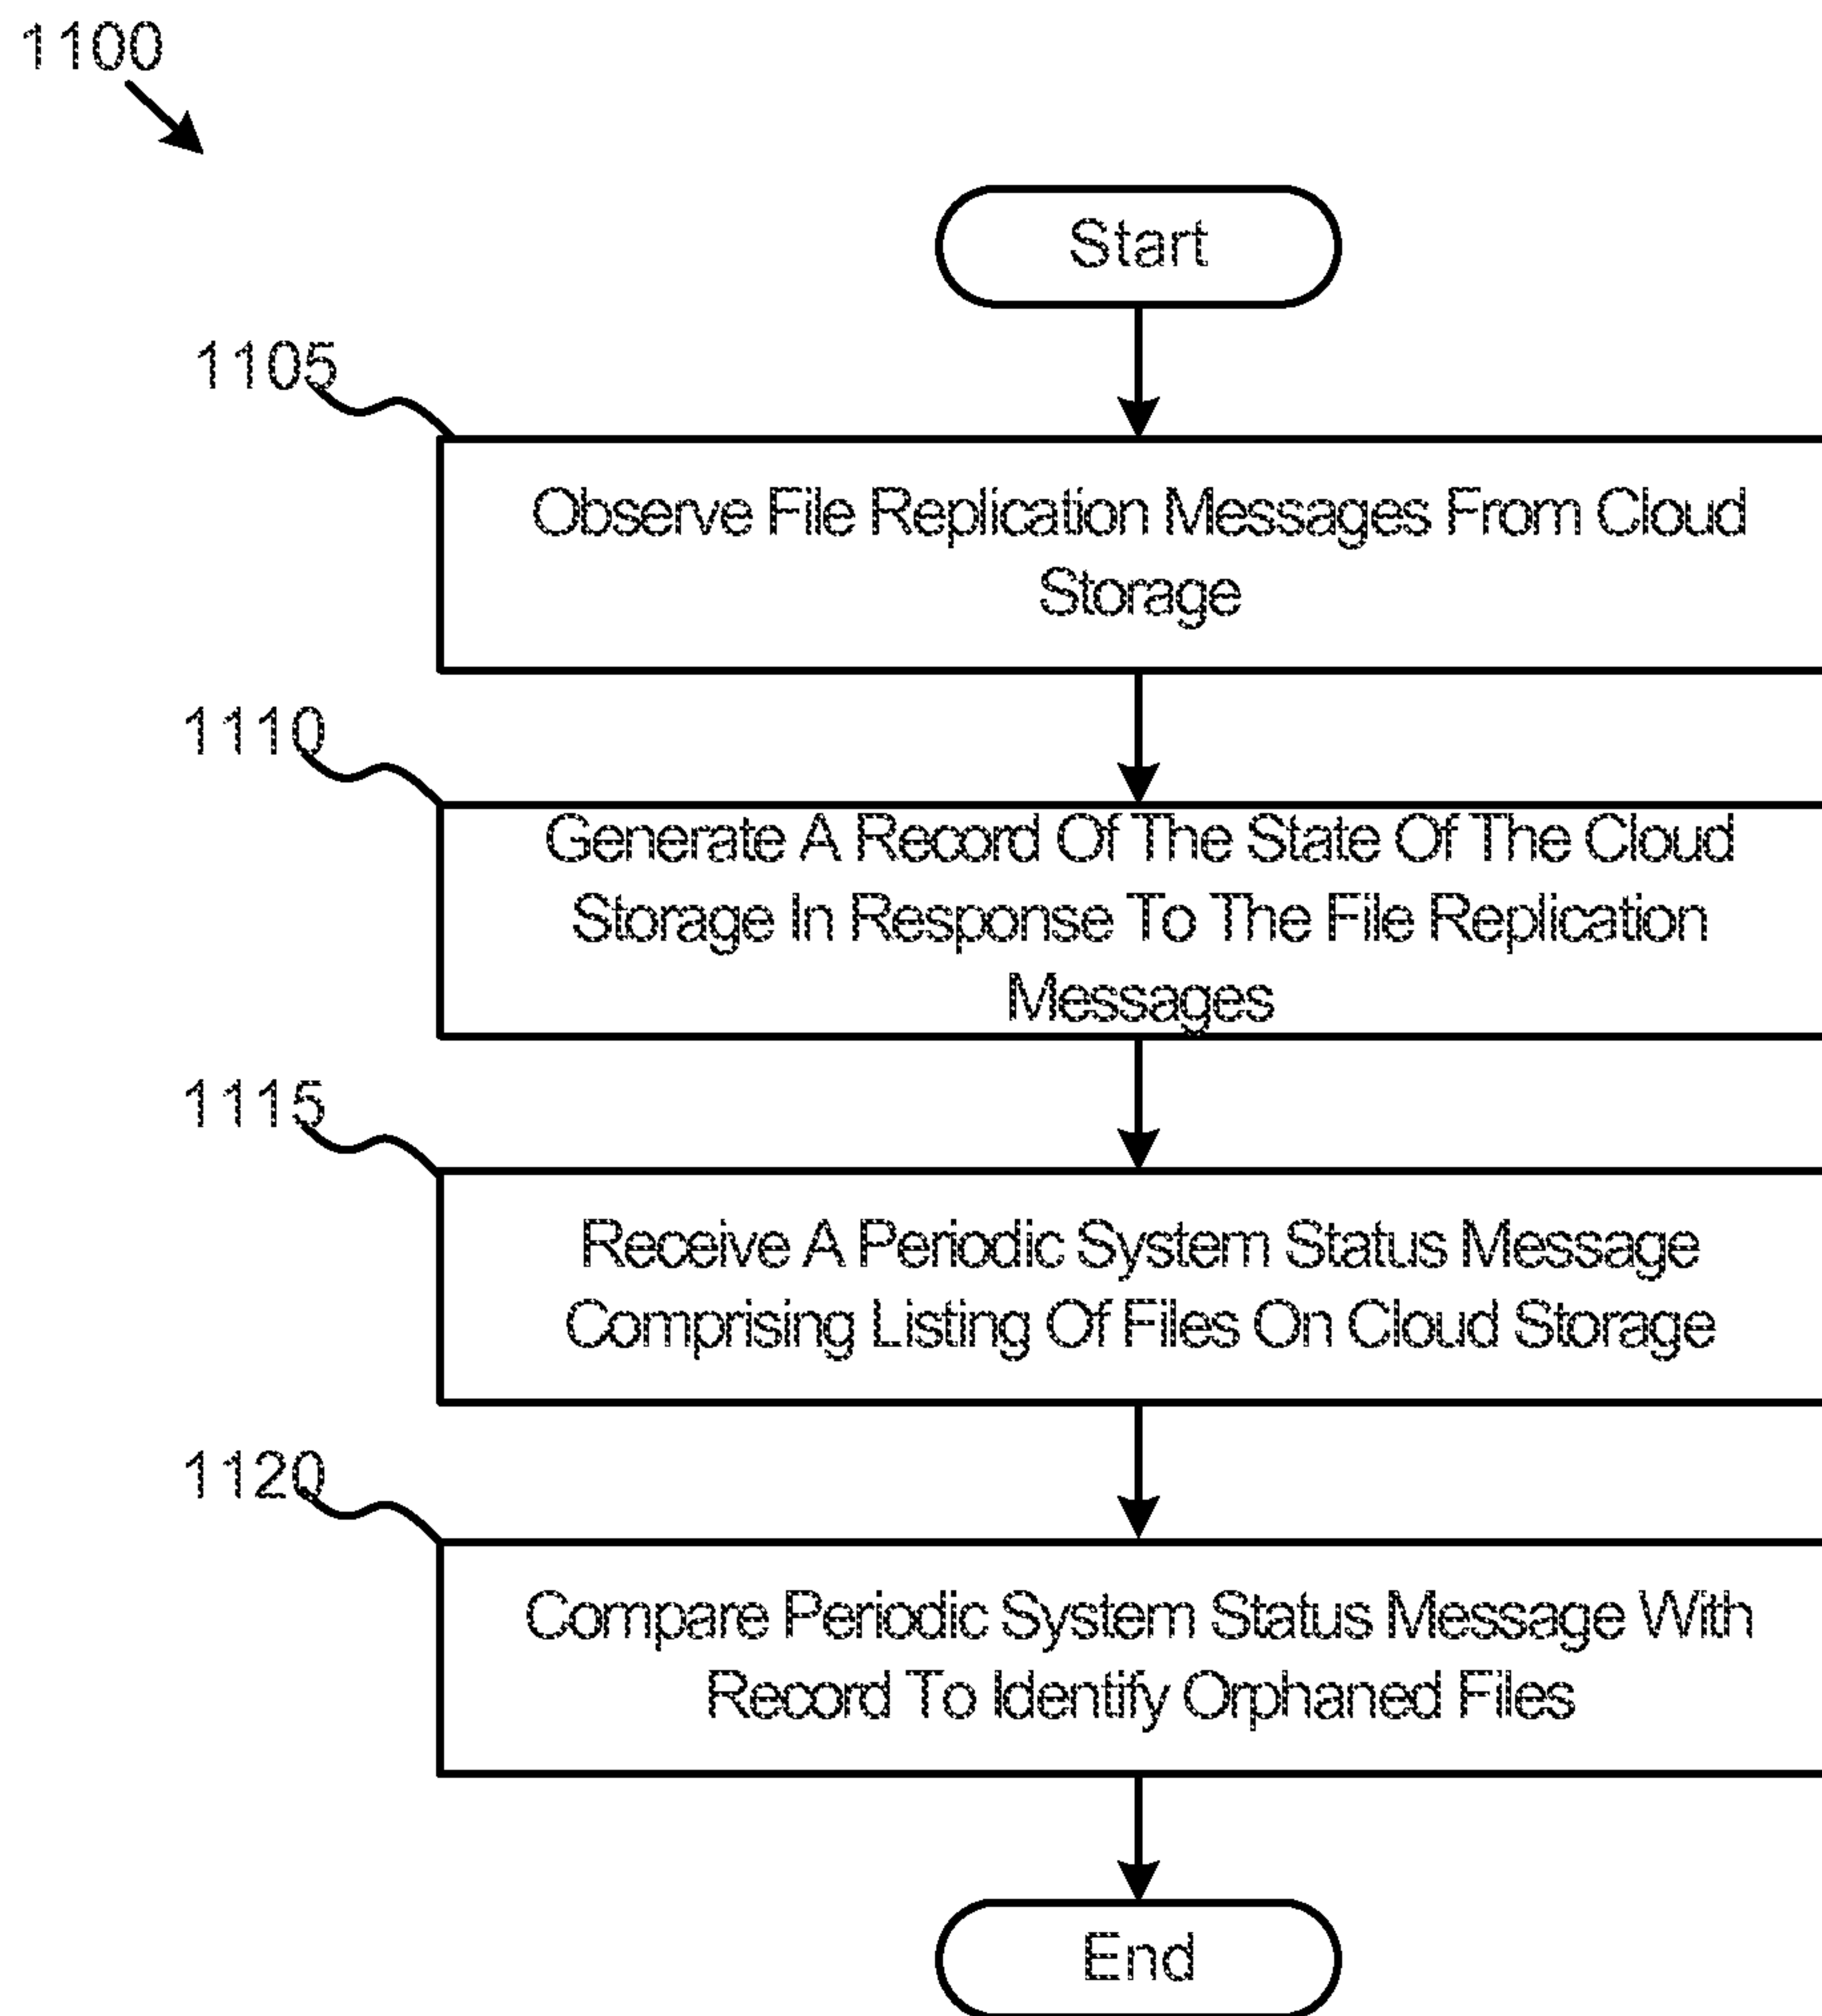 1100
Start
1105
Observe File Replication Messages From Cloud
Storage
1110
Generate A Record Of The State Of The Cloud
Storage In Response To The File Replication
Messages
1115
Receive A Periodic System Status Message
Comprising Listing Of Files On Cloud Storage
1120
Compare Periodic System Status Message With
Record To Identify Orphaned Files
End